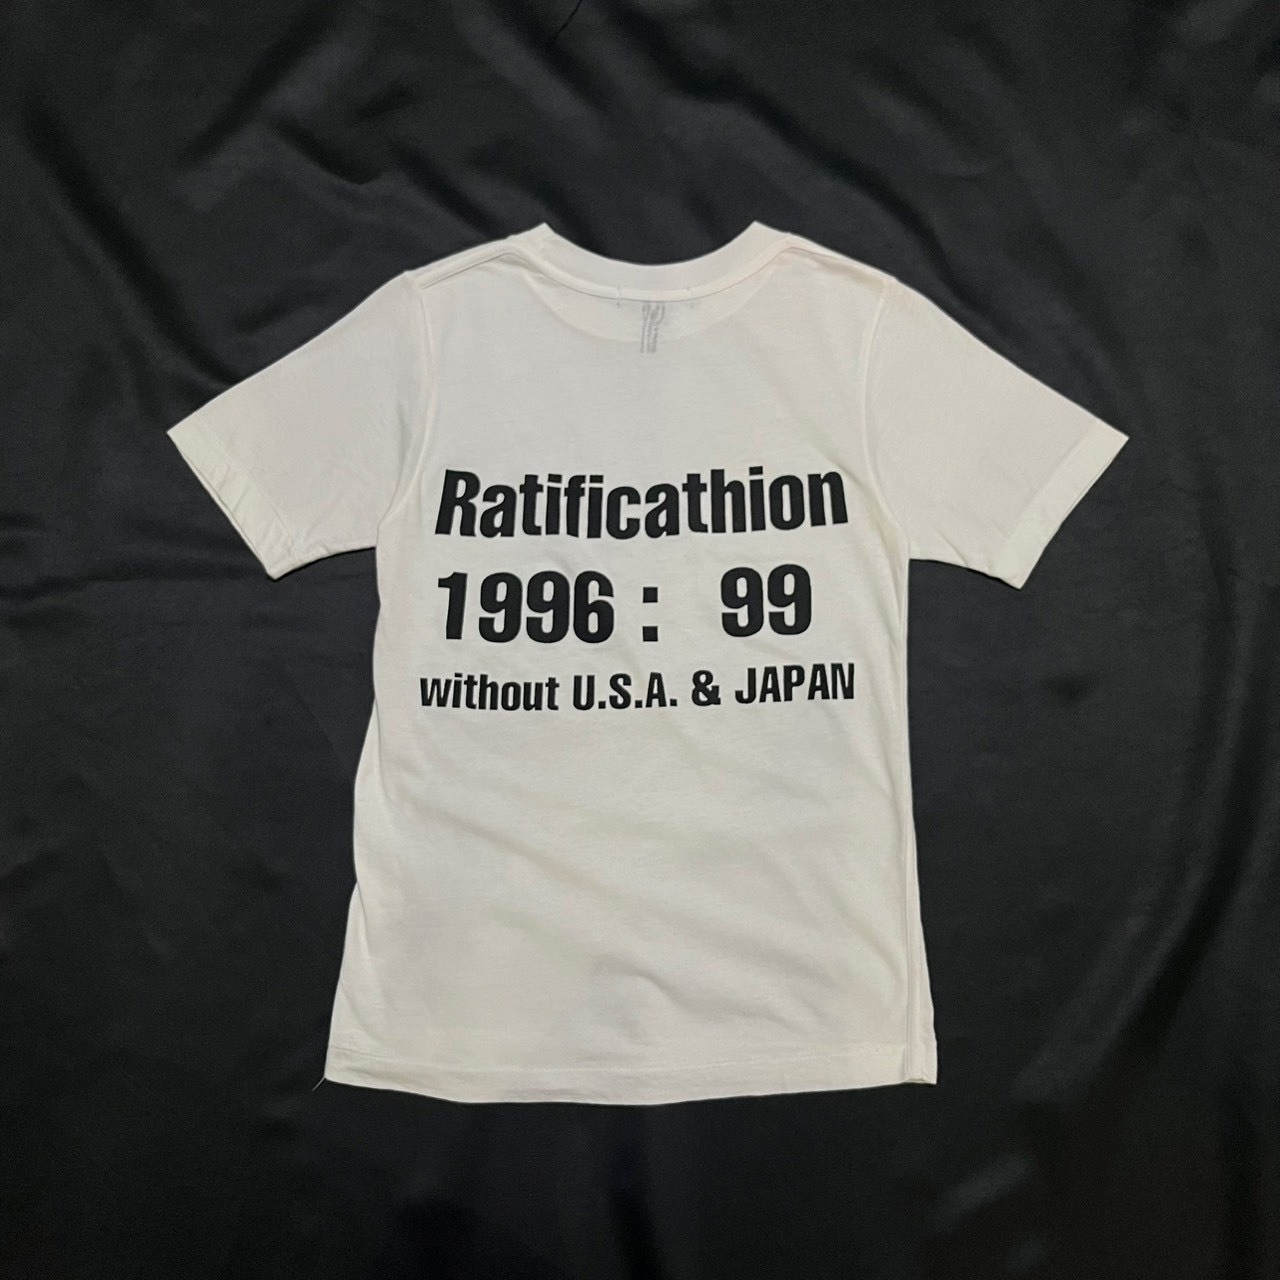 Ratificathion
1996 : 99
without U.S.A. & JAPAN